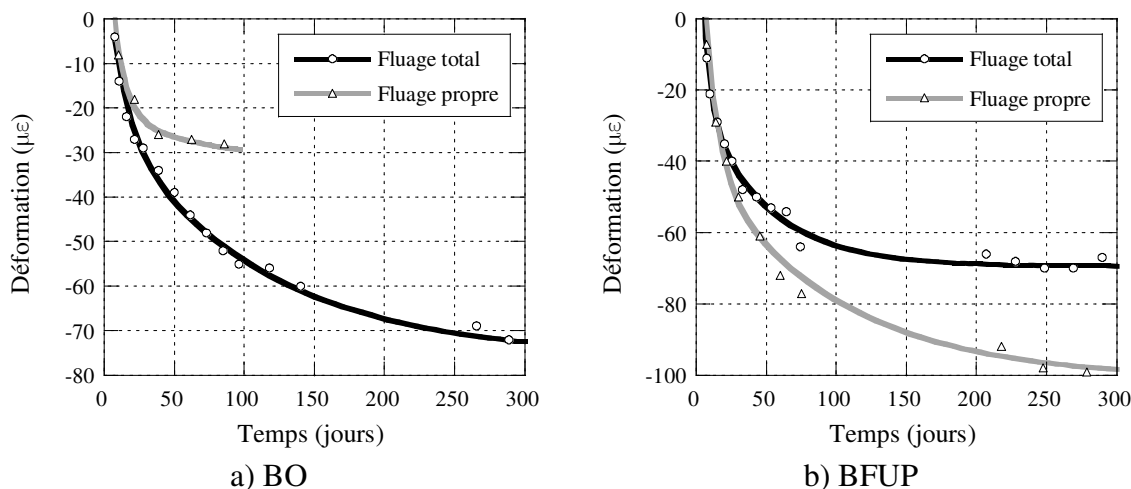 0
-10
-20
-30
-40
-50
-60
-70
-80
Déformation (με)
Fluage total
Fluage propre
0
50
100
150
200
250
300
Temps (jours)
a) BO
0
-20
-40
-60
-80
-100
Déformation (με)
Fluage total
Fluage propre
0
50
100
150
200
250
300
Temps (jours)
b) BFUP